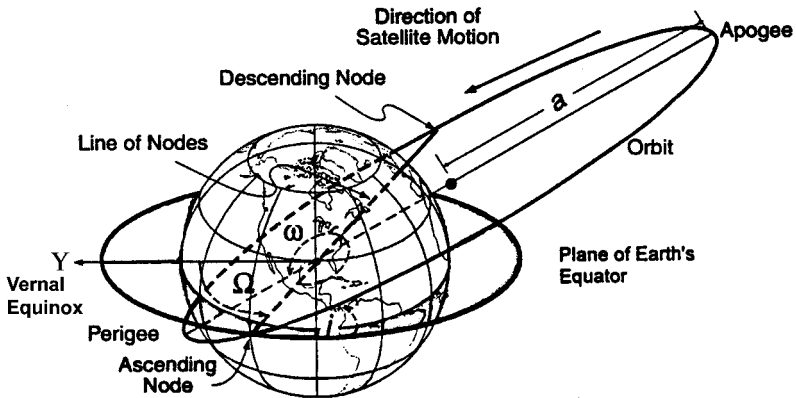 Direction of
Satellite Motion
Apogee
Descending Node
a
Line of Nodes
Orbit
ω
Y
Vernal
Equinox
Ω
Plane of Earth's
Equator
Perigee
i
Ascending
Node